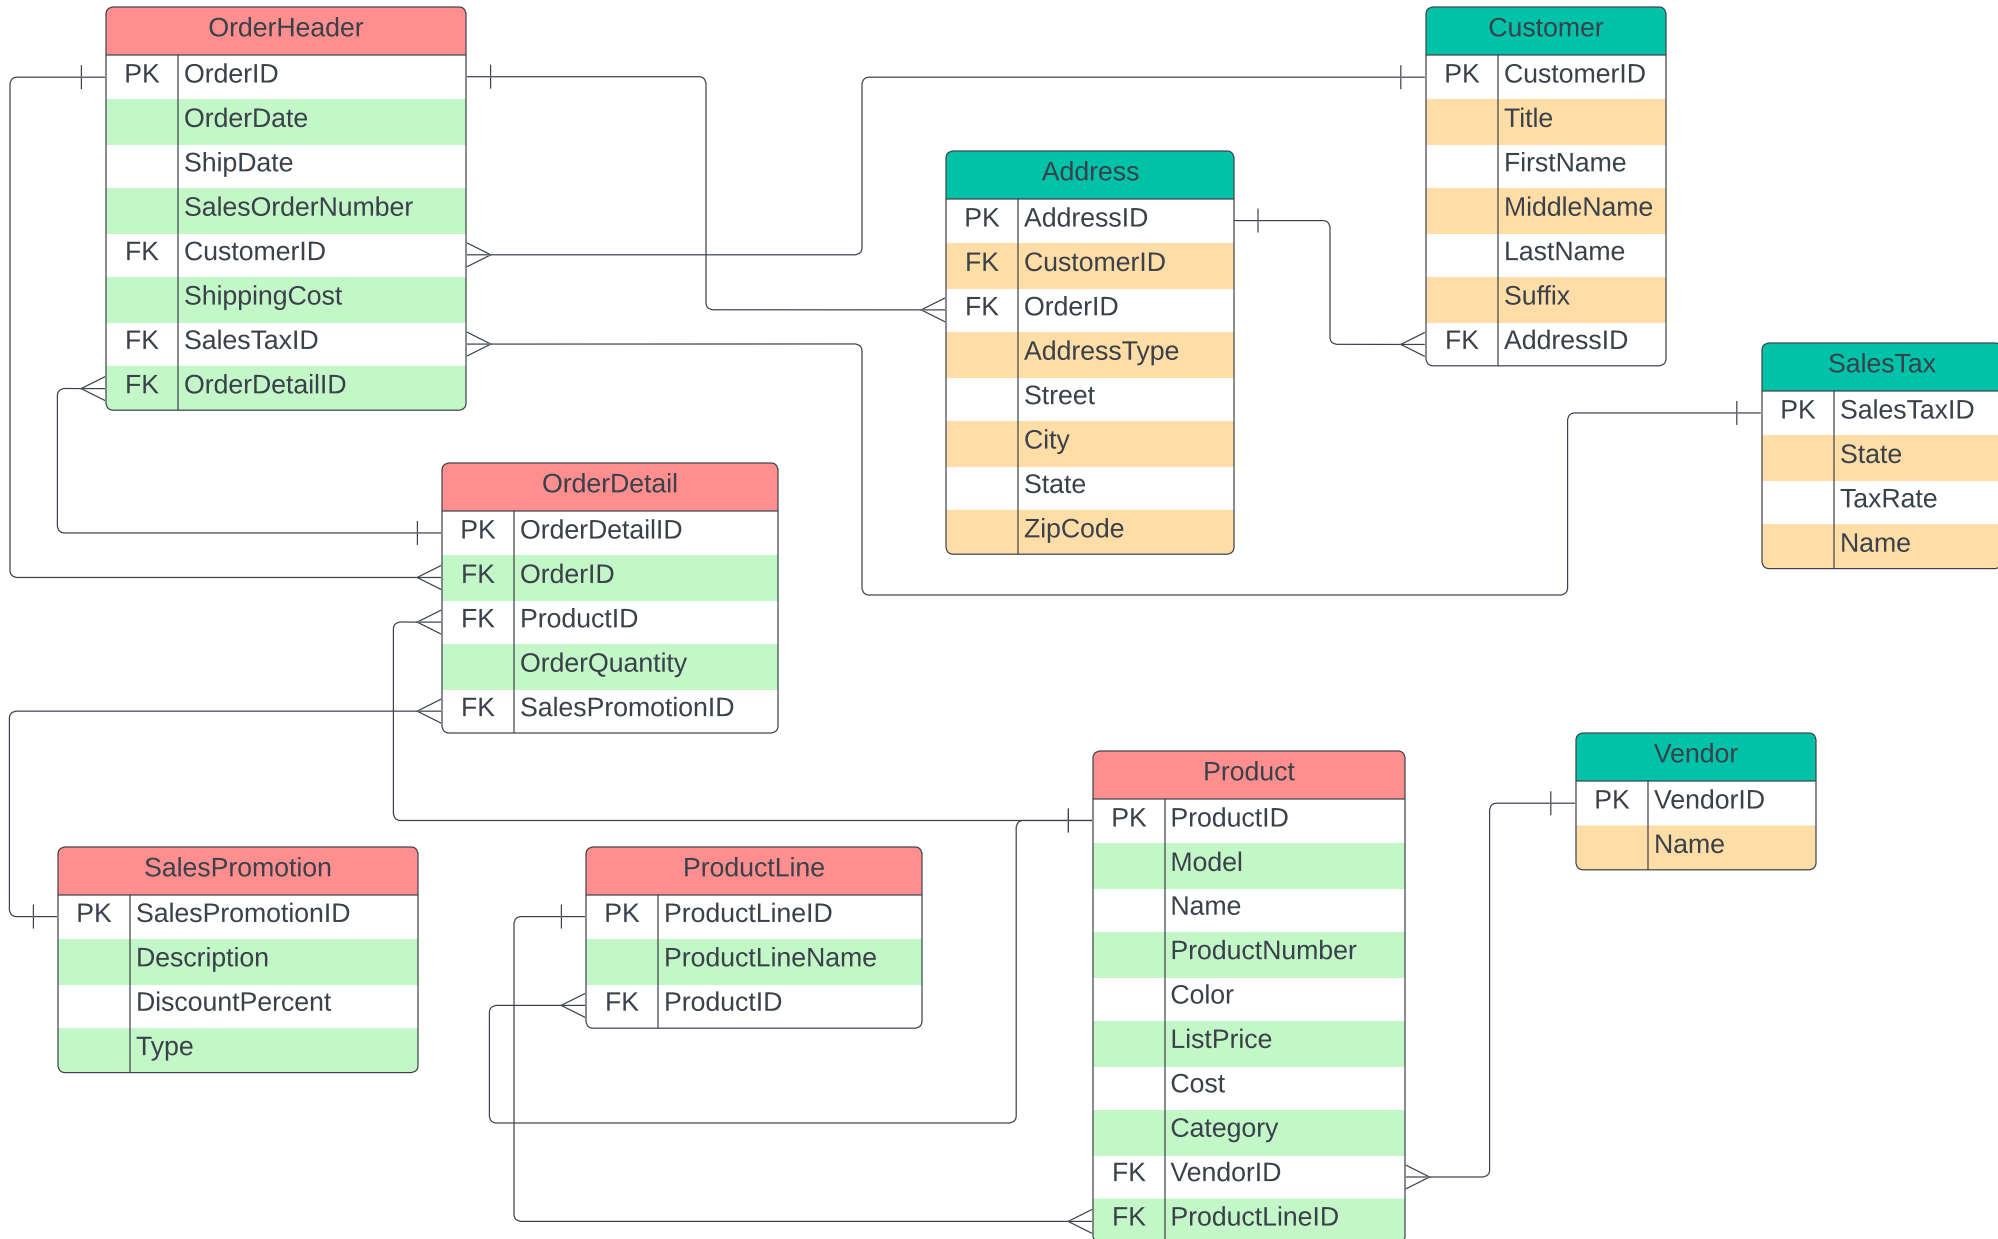 OrderHeader
PK OrderID
OrderDate
ShipDate
SalesOrderNumber
FK CustomerID
ShippingCost
FK SalesTaxID
FK OrderDetailID
Customer
PK CustomerID
Title
FirstName
MiddleName
LastName
Suffix
FK AddressID
Address
PK AddressID
FK CustomerID
FK OrderID
AddressType
Street
City
State
ZipCode
SalesTax
PK SalesTaxID
State
TaxRate
Name
OrderDetail
PK OrderDetailID
FK OrderID
FK ProductID
OrderQuantity
FK SalesPromotionID
Product
PK ProductID
Model
Name
ProductNumber
Color
ListPrice
Cost
Category
FK VendorID
FK ProductLineID
Vendor
PK VendorID
Name
SalesPromotion
PK SalesPromotionID
Description
DiscountPercent
Type
ProductLine
PK ProductLineID
ProductLineName
FK ProductID